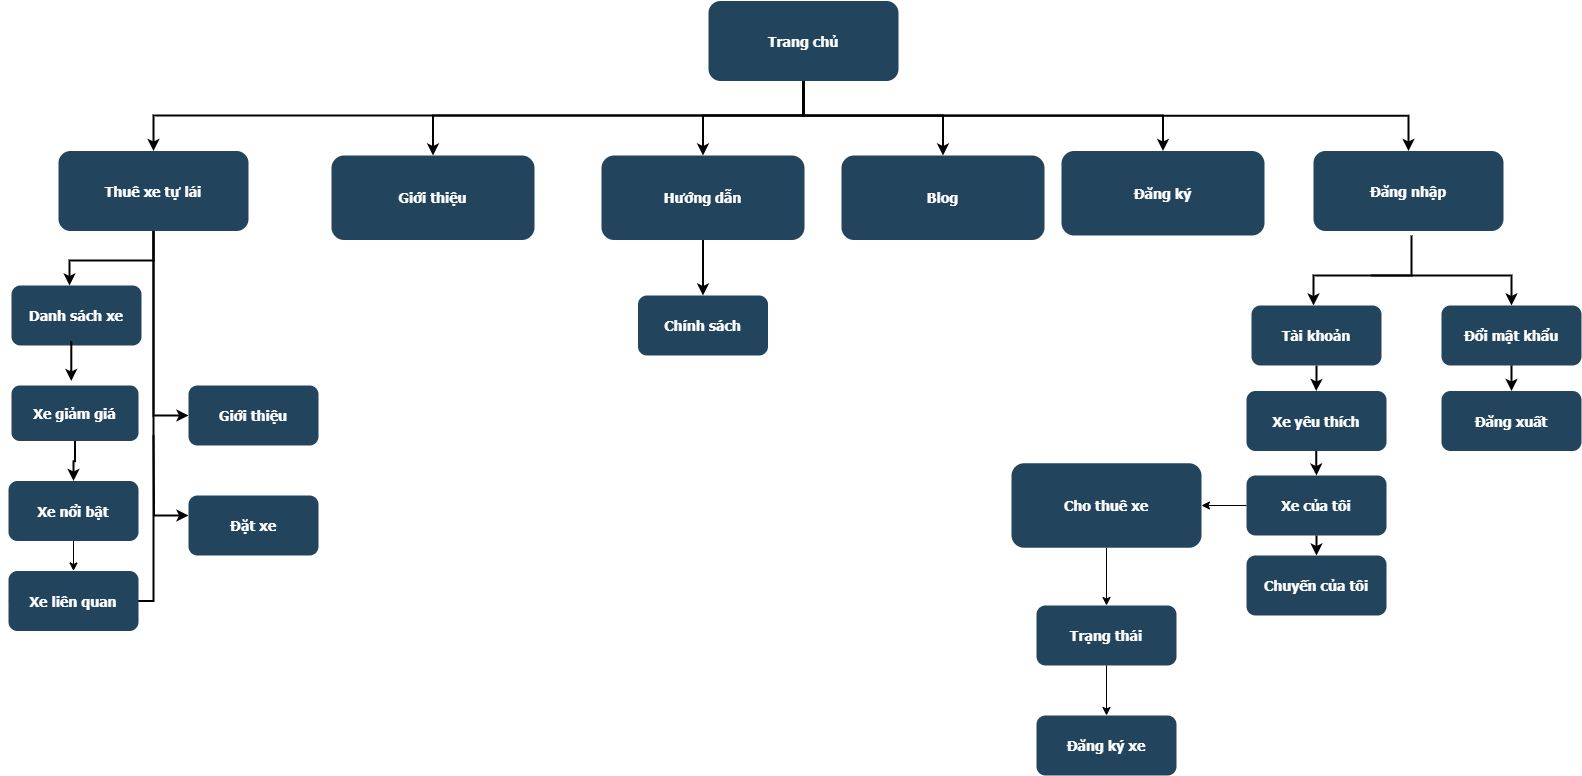 Trang chủ
Thuê xe tự lái
Giới thiệu
Hướng dẫn
Blog
Đăng ký
Đăng nhập
Danh sách xe
Xe giảm giá
Xe nổi bật
Xe liên quan
Giới thiệu
Đặt xe
Chính sách
Tài khoản
Đổi mật khẩu
Xe yêu thích
Đăng xuất
Cho thuê xe
Xe của tôi
Chuyến của tôi
Trạng thái
Đăng ký xe